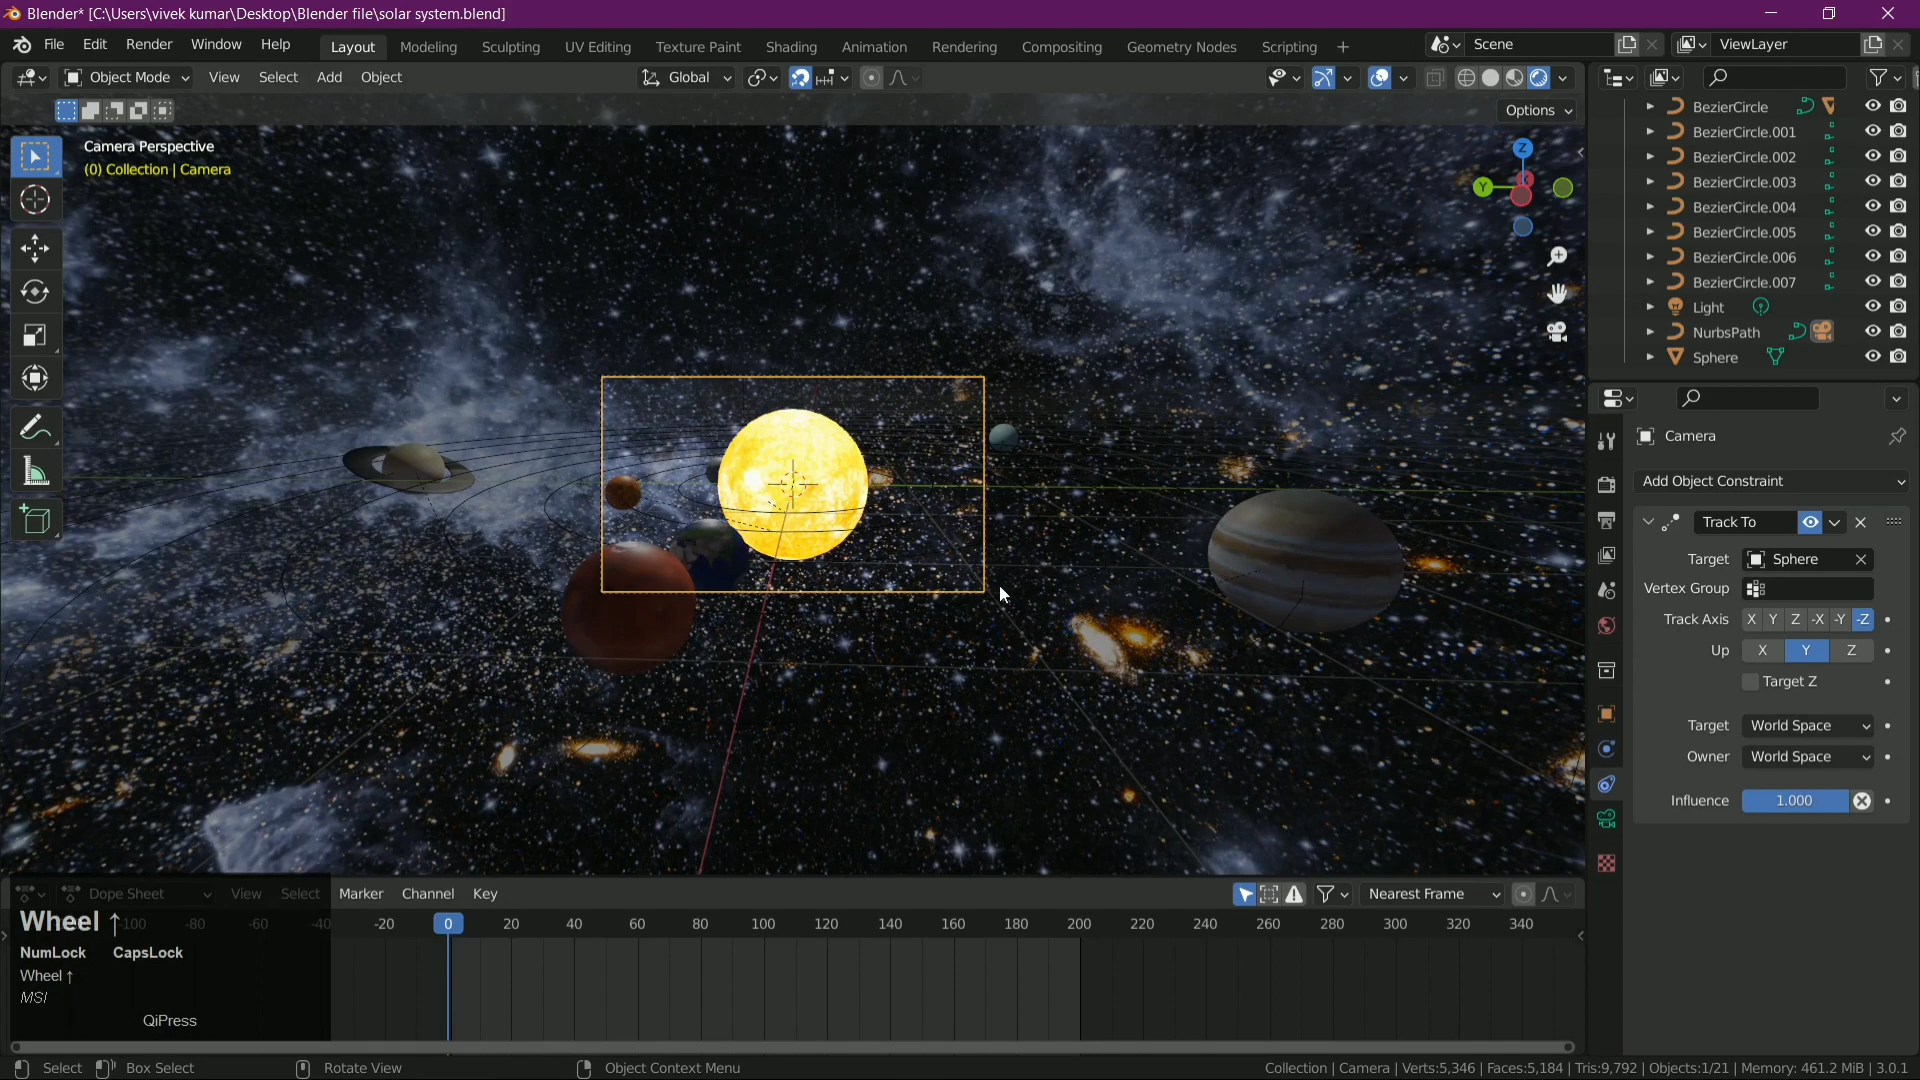 Blender* [C:\Users\vivek kumar\Desktop\Blender file\solar system.blend]
File Edit Render Window Help Layout Modeling Sculpting UV Editing Texture Paint Shading Animation Rendering Compositing Geometry Nodes Scripting + Scene ViewLayer
Object Mode View Select Add Object Global
Options
Camera Perspective
(0) Collection | Camera
Z
Y
X
BezierCircle
BezierCircle.001
BezierCircle.002
BezierCircle.003
BezierCircle.004
BezierCircle.005
BezierCircle.006
BezierCircle.007
Light
NurbsPath
Sphere
Camera
Add Object Constraint
Track To
Target Sphere
Vertex Group
Track Axis X Y Z -X -Y -Z
Up X Y Z
Target Z
Target World Space
Owner World Space
Influence 1.000
Dope Sheet View Select Marker Channel Key Nearest Frame
-100 -80 -60 -40 -20 0 20 40 60 80 100 120 140 160 180 200 220 240 260 280 300 320 340
Wheel ↑
NumLock CapsLock
Wheel ↑
MSI
QiPress
Select Box Select Rotate View Object Context Menu Collection | Camera | Verts:5,346 | Faces:5,184 | Tris:9,792 | Objects:1/21 | Memory: 461.2 MiB | 3.0.1